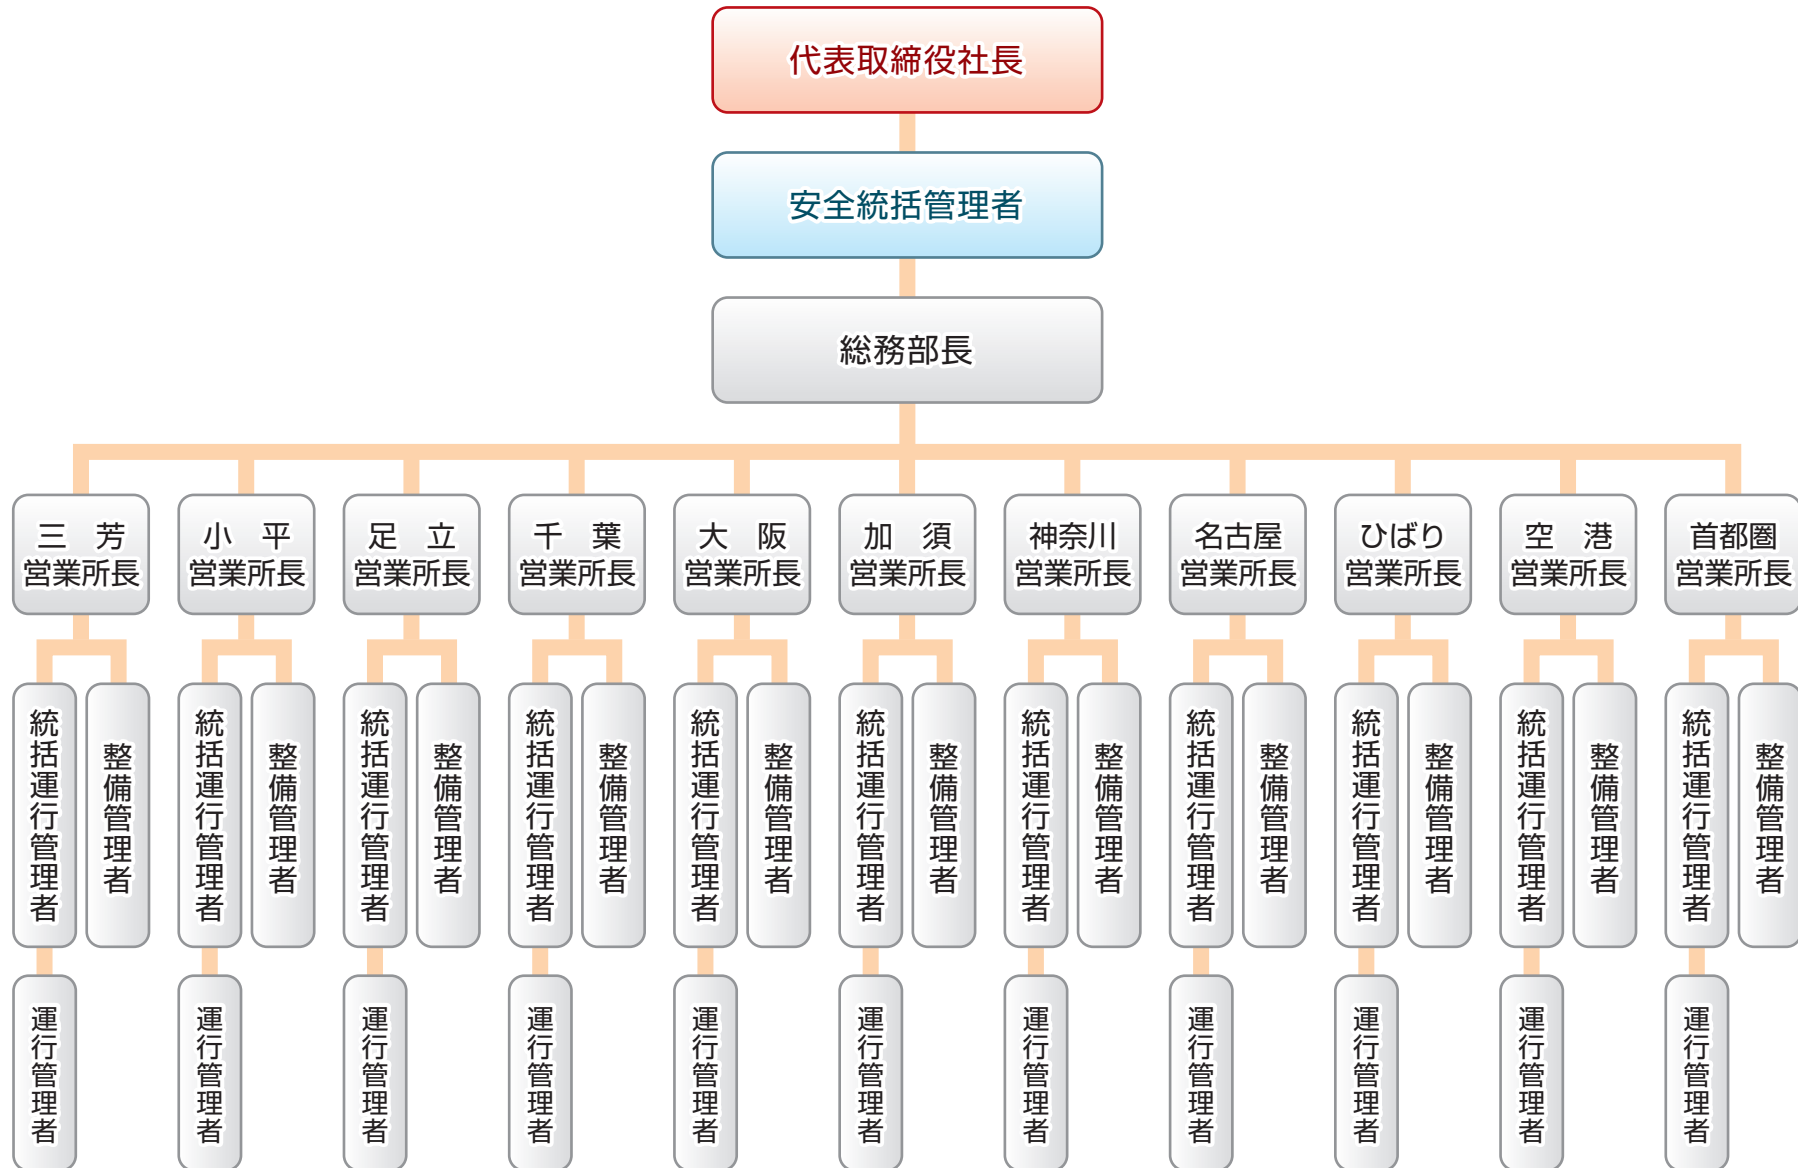 代表取締役社長
安全統括管理者
総務部長
三　芳
営業所長
小　平
営業所長
足　立
営業所長
千　葉
営業所長
大　阪
営業所長
加　須
営業所長
神奈川
営業所長
名古屋
営業所長
ひばり
営業所長
空　港
営業所長
首都圏
営業所長
統括運行管理者
整備管理者
統括運行管理者
整備管理者
統括運行管理者
整備管理者
統括運行管理者
整備管理者
統括運行管理者
整備管理者
統括運行管理者
整備管理者
統括運行管理者
整備管理者
統括運行管理者
整備管理者
統括運行管理者
整備管理者
統括運行管理者
整備管理者
統括運行管理者
整備管理者
運行管理者
運行管理者
運行管理者
運行管理者
運行管理者
運行管理者
運行管理者
運行管理者
運行管理者
運行管理者
運行管理者